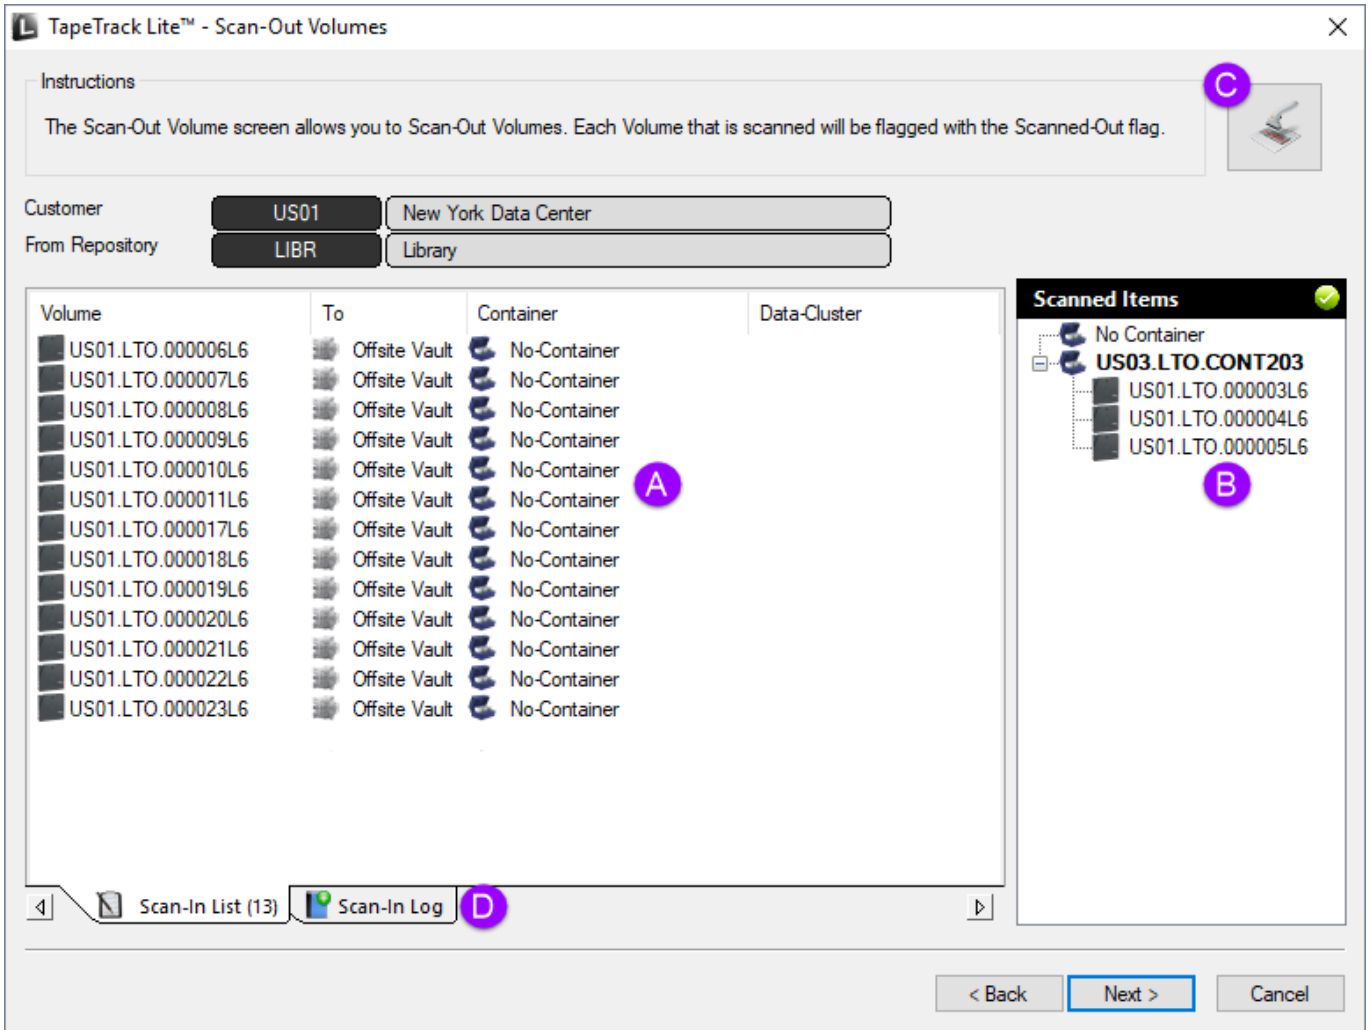 TapeTrack Lite™ - Scan-Out Volumes
Instructions
C
The Scan-Out Volume screen allows you to Scan-Out Volumes. Each Volume that is scanned will be flagged with the Scanned-Out flag.
Customer US01 New York Data Center
From Repository LIBR Library
Volume To Container Data-Cluster
US01.LTO.000006L6 Offsite Vault No-Container
US01.LTO.000007L6 Offsite Vault No-Container
US01.LTO.000008L6 Offsite Vault No-Container
US01.LTO.000009L6 Offsite Vault No-Container
US01.LTO.000010L6 Offsite Vault No-Container
A
US01.LTO.000011L6 Offsite Vault No-Container
US01.LTO.000017L6 Offsite Vault No-Container
US01.LTO.000018L6 Offsite Vault No-Container
US01.LTO.000019L6 Offsite Vault No-Container
US01.LTO.000020L6 Offsite Vault No-Container
US01.LTO.000021L6 Offsite Vault No-Container
US01.LTO.000022L6 Offsite Vault No-Container
US01.LTO.000023L6 Offsite Vault No-Container
Scanned Items
No Container
US03.LTO.CONT203
US01.LTO.000003L6
US01.LTO.000004L6
US01.LTO.000005L6
B
Scan-In List (13) Scan-In Log D
< Back Next > Cancel